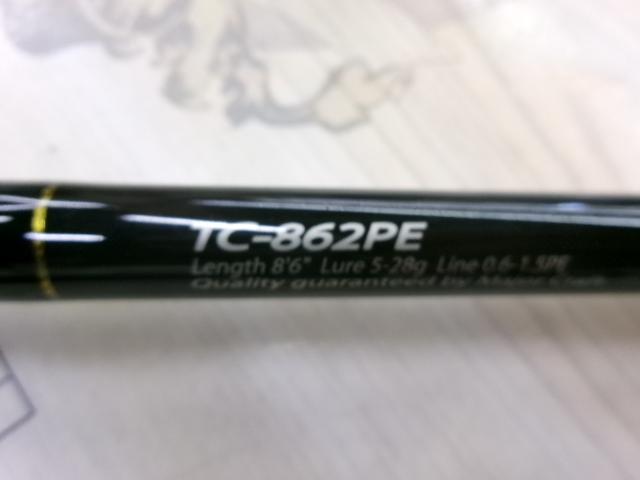 TC-862PE
Length 8'6" Lure 5-28g Line 0.6-1.5PE
Quality guaranteed by Major Craft